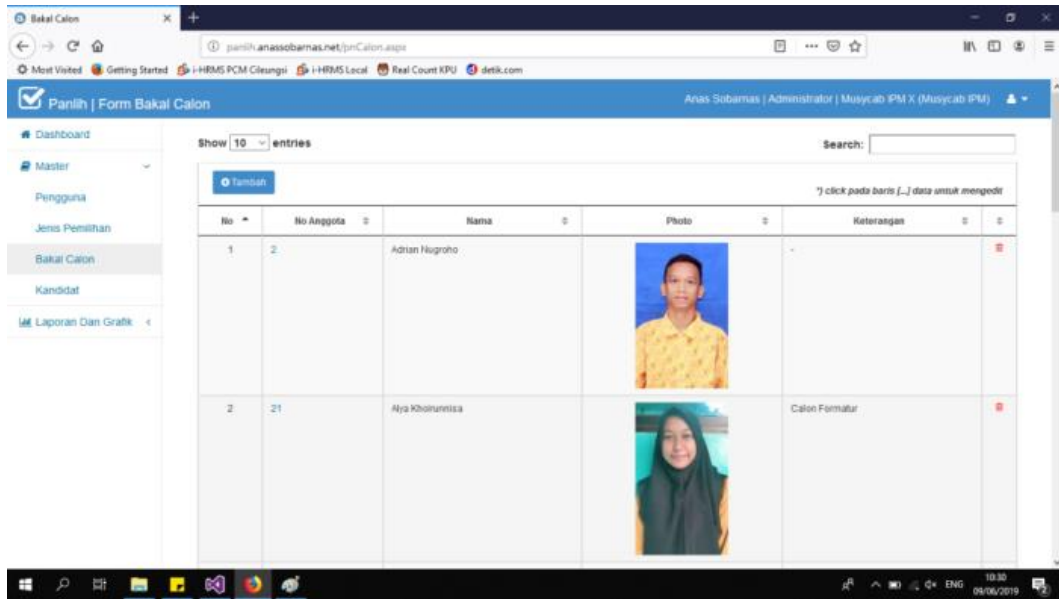 Bakal Calon
panlih.anassobarnas.net/pnCalon.aspx
Most Visited Getting Started i-HRMS PCM Cileungsi i-HRMS Local Real Count KPU detik.com
Panlih | Form Bakal Calon
Anas Sobarnas | Administrator | Musycab IPM X (Musycab IPM)
Dashboard
Master
Pengguna
Jenis Pemilihan
Bakal Calon
Kandidat
Laporan Dan Grafik
Show 10 entries
Search:
Tambah
*) click pada baris [...] data untuk mengedit
No No Anggota Nama Photo Keterangan
1 2 Adrian Nugroho -
2 21 Alya Khoirunnisa Calon Formatur
ENG
10:30
09/06/2019